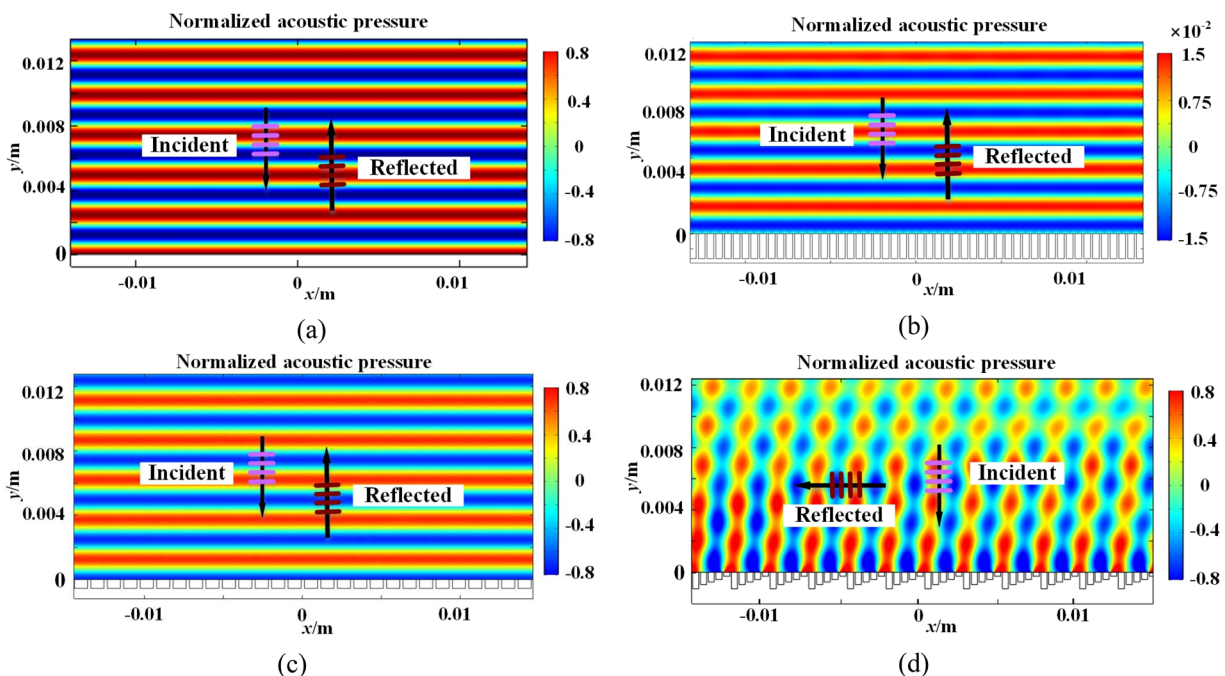 Normalized acoustic pressure
0.012
0.008
0.004
0
y/m
Incident
Reflected
-0.01
0
0.01
x/m
0.8
0.4
0
-0.4
-0.8
(a)
Normalized acoustic pressure
0.012
0.008
0.004
0
y/m
Incident
Reflected
-0.01
0
0.01
x/m
×10-2
1.5
0.75
0
-0.75
-1.5
(b)
Normalized acoustic pressure
0.012
0.008
0.004
0
y/m
Incident
Reflected
-0.01
0
0.01
x/m
0.8
0.4
0
-0.4
-0.8
(c)
Normalized acoustic pressure
0.012
0.008
0.004
0
y/m
Incident
Reflected
-0.01
0
0.01
x/m
0.8
0.4
0
-0.4
-0.8
(d)